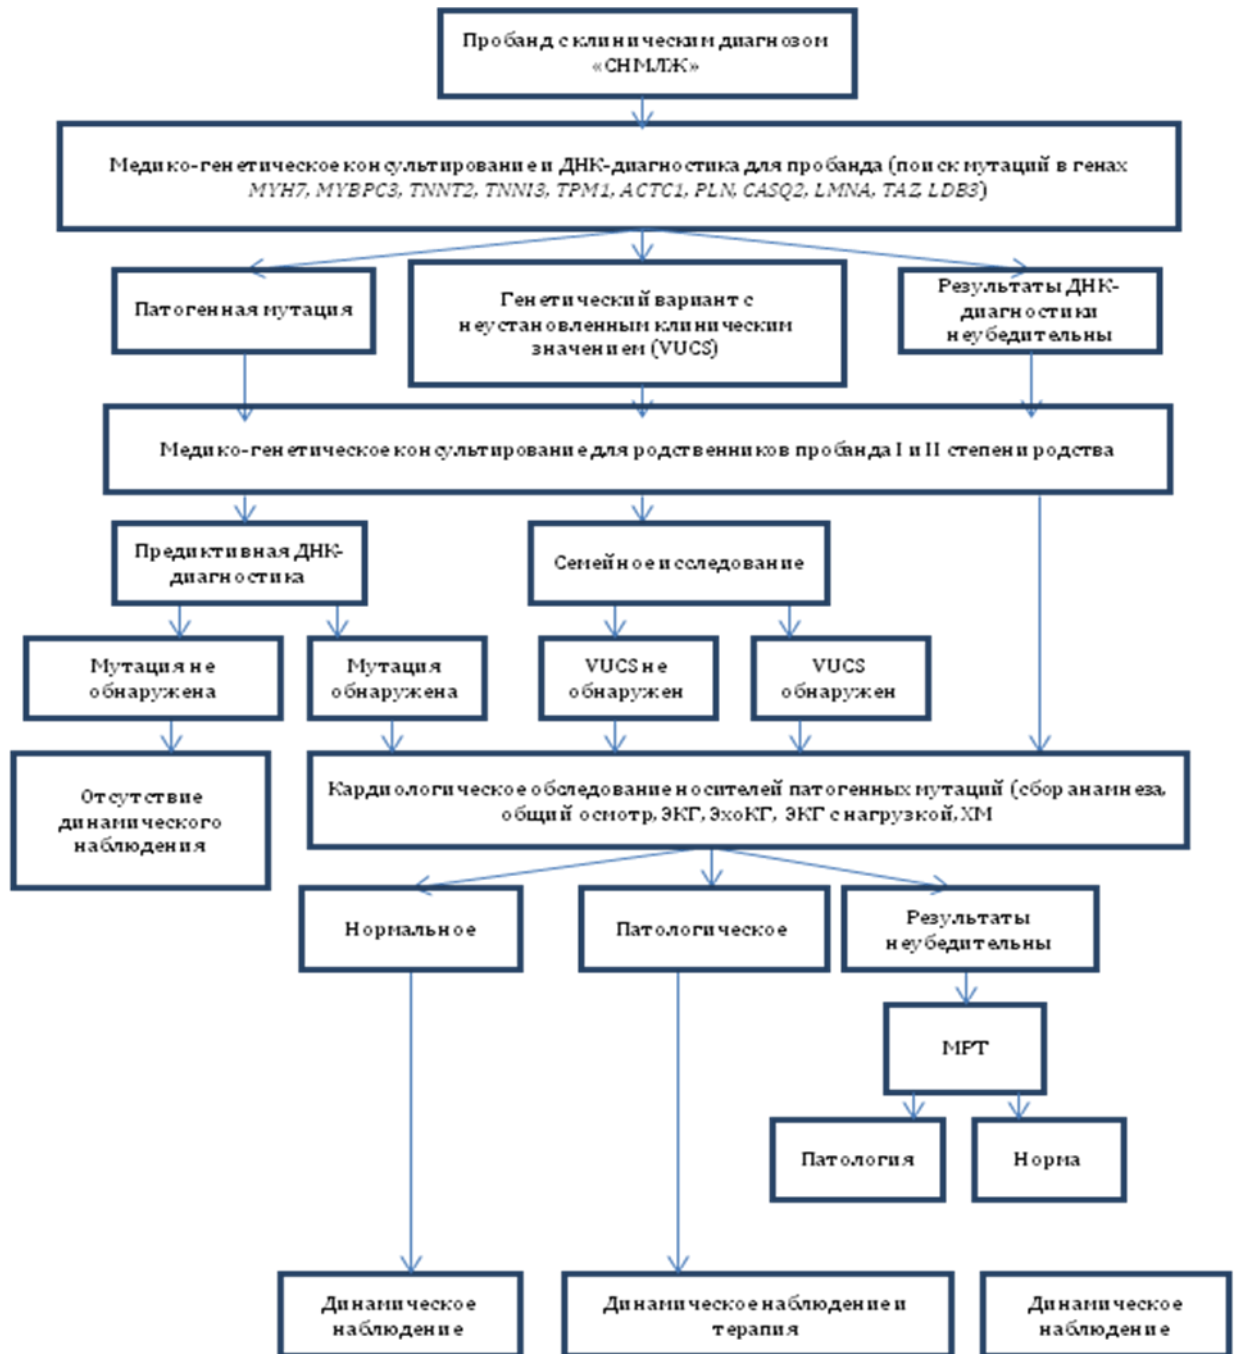 Пробанд с клиническим диагнозом
«СНМЛЖ»
Медико-генетическое консультирование и ДНК-диагностика для пробанда (поиск мутаций в генах
MYH7, MYBPC3, TNNT2, TNNI3, TPM1, ACTC1, PLN, CASQ2, LMNA, TAZ, LDB3)
Патогенная мутация
Генетический вариант с
неустановленным клиническим
значением (VUCS)
Результаты ДНК-
диагностики
неубедительны
Медико-генетическое консультирование для родственников пробанда I и II степени родства
Предиктивная ДНК-
диагностика
Семейное исследование
Мутация не
обнаружена
Мутация
обнаружена
VUCS не
обнаружен
VUCS
обнаружен
Отсутствие
динамического
наблюдения
Кардиологическое обследование носителей патогенных мутаций (сбор анамнеза,
общий осмотр, ЭКГ, ЭхоКГ, ЭКГ с нагрузкой, ХМ
Нормальное
Патологическое
Результаты
неубедительны
МРТ
Патология
Норма
Динамическое
наблюдение
Динамическое наблюдение и
терапия
Динамическое
наблюдение